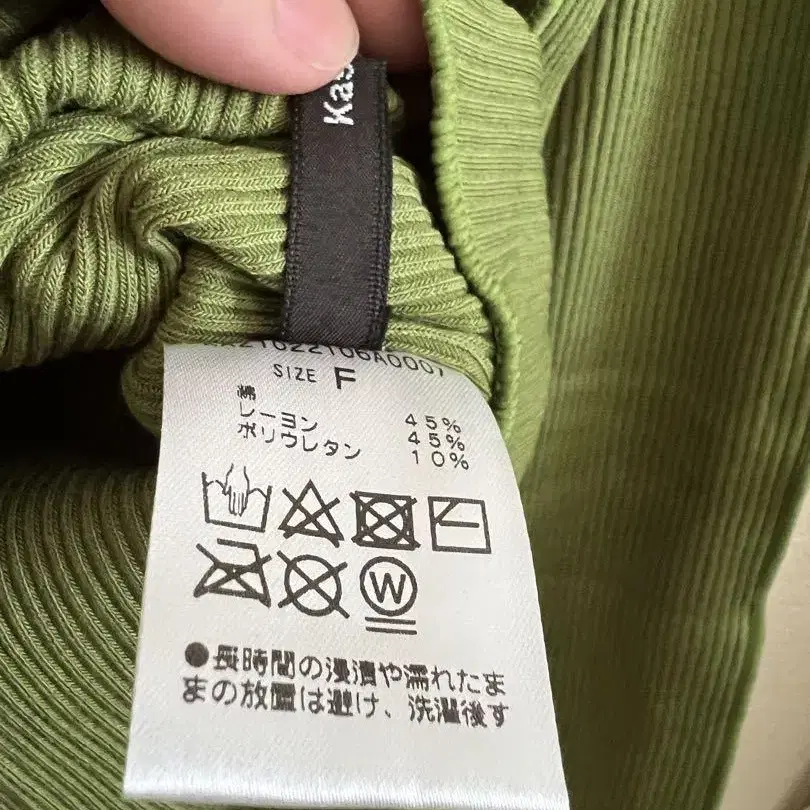 Kas
21022106A0007
SIZE F
綿 45%
レーヨン 45%
ポリウレタン 10%
W
●長時間の浸漬や濡れたま
まの放置は避け、洗濯後す